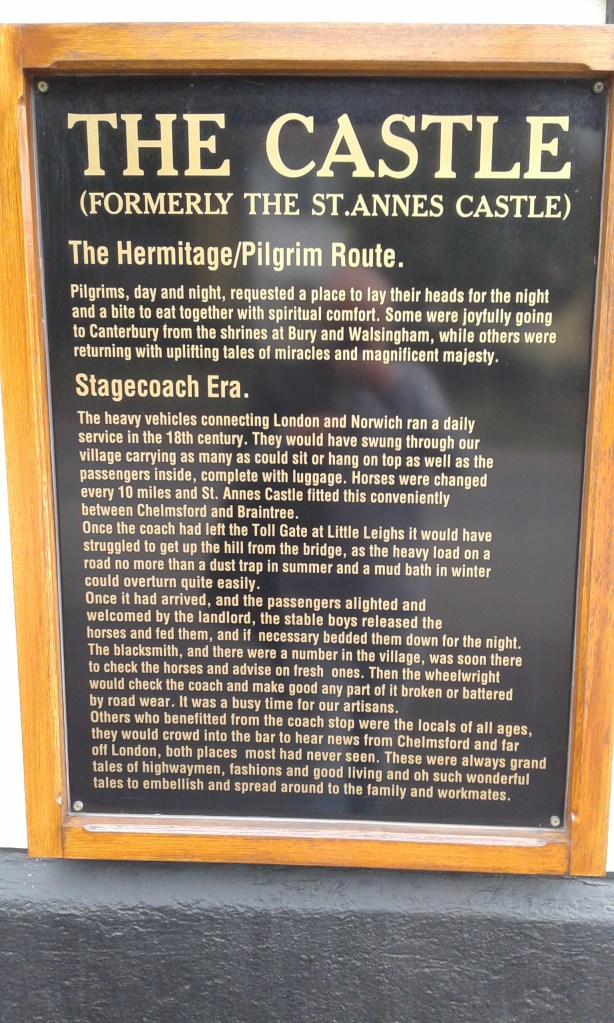 THE CASTLE
(FORMERLY THE ST.ANNES CASTLE)
The Hermitage/Pilgrim Route.
Pilgrims, day and night, requested a place to lay their heads for the night
and a bite to eat together with spiritual comfort. Some were joyfully going
to Canterbury from the shrines at Bury and Walsingham, while others were
returning with uplifting tales of miracles and magnificent majesty.
Stagecoach Era.
The heavy vehicles connecting London and Norwich ran a daily
service in the 18th century. They would have swung through our
village carrying as many as could sit or hang on top as well as the
passengers inside, complete with luggage. Horses were changed
every 10 miles and St. Annes Castle fitted this conveniently
between Chelmsford and Braintree.
Once the coach had left the Toll Gate at Little Leighs it would have
struggled to get up the hill from the bridge, as the heavy load on a
road no more than a dust trap in summer and a mud bath in winter
could overturn quite easily.
Once it had arrived, and the passengers alighted and
welcomed by the landlord, the stable boys released the
horses and fed them, and if necessary bedded them down for the night.
The blacksmith, and there were a number in the village, was soon there
to check the horses and advise on fresh ones. Then the wheelwright
would check the coach and make good any part of it broken or battered
by road wear. It was a busy time for our artisans.
Others who benefitted from the coach stop were the locals of all ages,
they would crowd into the bar to hear news from Chelmsford and far
off London, both places most had never seen. These were always grand
tales of highwaymen, fashions and good living and oh such wonderful
tales to embellish and spread around to the family and workmates.